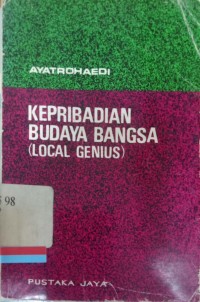 AYATROHAEDI
KEPRIBADIAN
BUDAYA BANGSA
(LOCAL GENIUS)
98
PUSTAKA JAYA